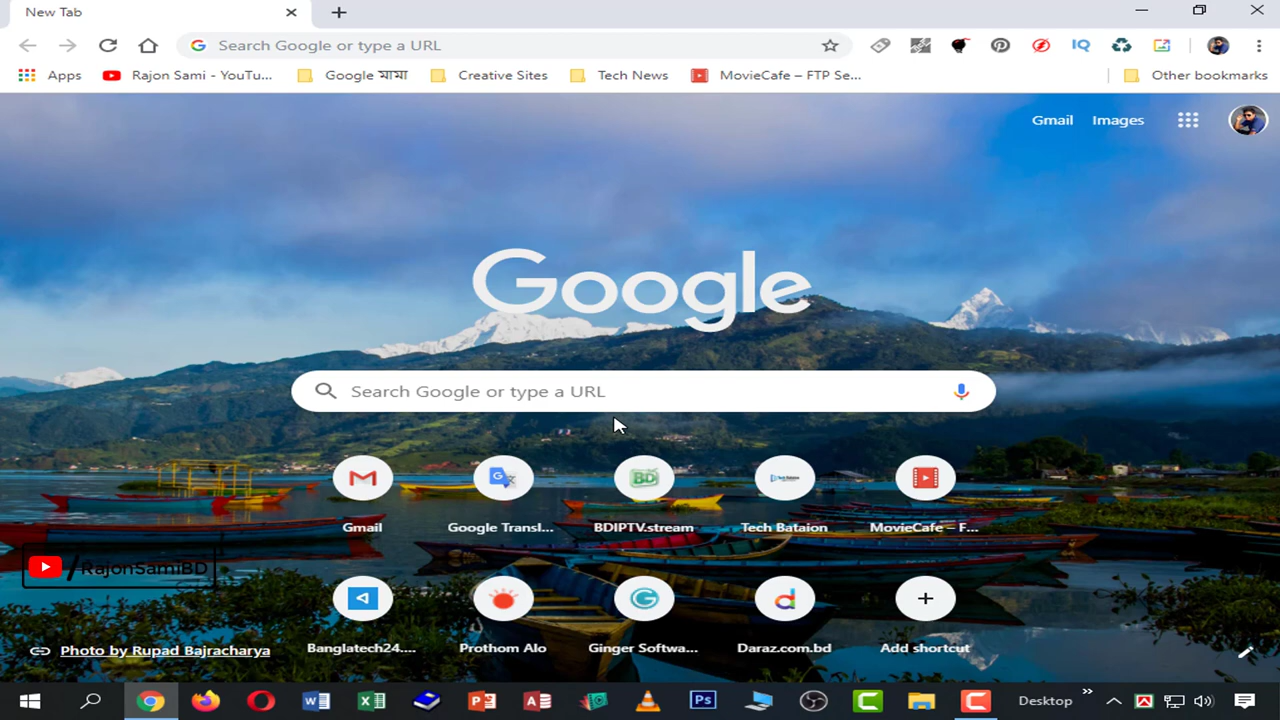 New Tab
Search Google or type a URL
Apps
Rajon Sami - YouTu...
Google মামা
Creative Sites
Tech News
MovieCafe – FTP Se...
Other bookmarks
Gmail
Images
Google
Search Google or type a URL
Gmail
Google Transl...
BDIPTV.stream
Tech Bataion
MovieCafe – F...
/RajonSamiBD
Banglatech24....
Prothom Alo
Ginger Softwa...
Daraz.com.bd
Add shortcut
Photo by Rupad Bajracharya
Desktop